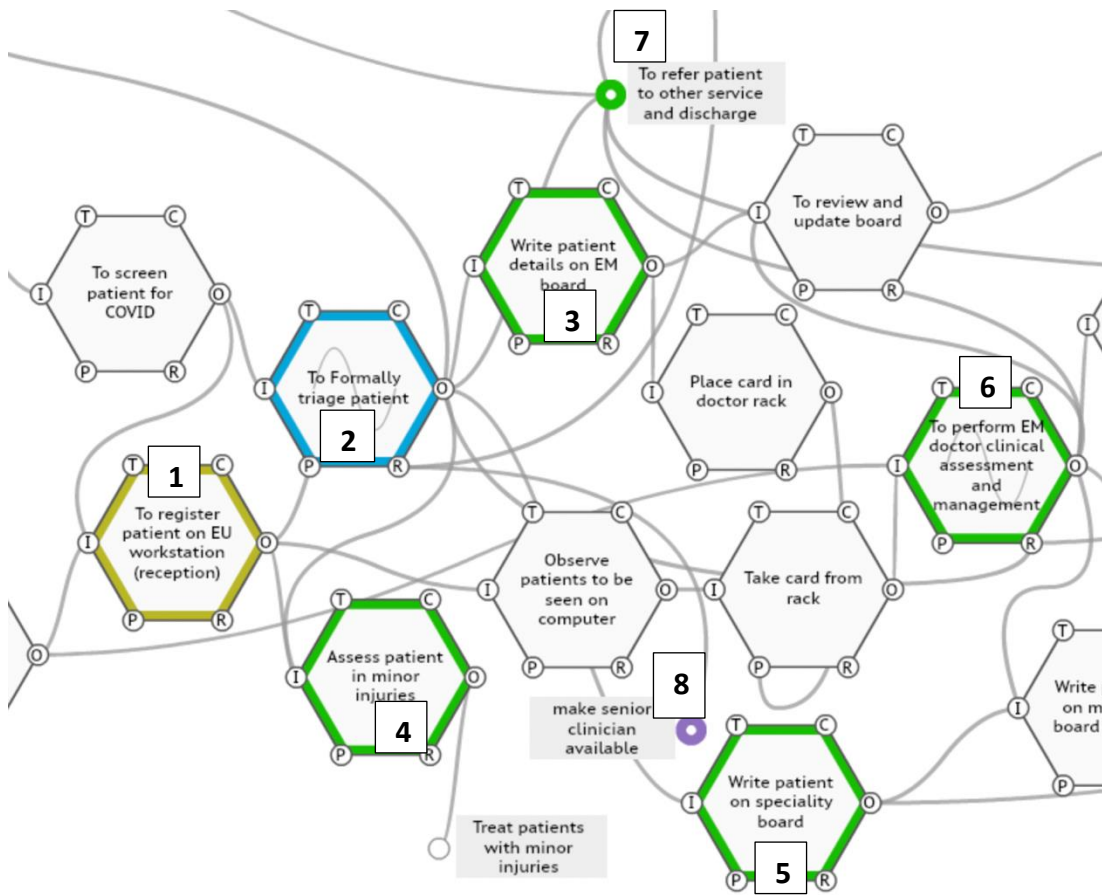 7
To refer patient
to other service
and discharge
T
C
To review and
update board
I
O
P
R
T
C
Write patient
details on EM
board
I
O
3
P
R
T
C
To screen
patient for
COVID
I
O
P
R
T
C
To Formally
triage patient
I
O
2
P
R
T
C
Place card in
doctor rack
I
O
P
R
I
6
T
C
To perform EM
doctor clinical
assessment
and
management
I
O
P
R
1
T
C
To register
patient on EU
workstation
(reception)
I
O
P
R
T
C
Observe
patients to be
seen on
computer
I
O
P
R
T
C
Take card from
rack
I
O
P
R
O
T
C
Assess patient
in minor
injuries
I
O
4
P
R
8
make senior
clinician
available
T
Write
on m
board
I
P
T
C
Write patient
on speciality
board
I
O
5
P
R
Treat patients
with minor
injuries